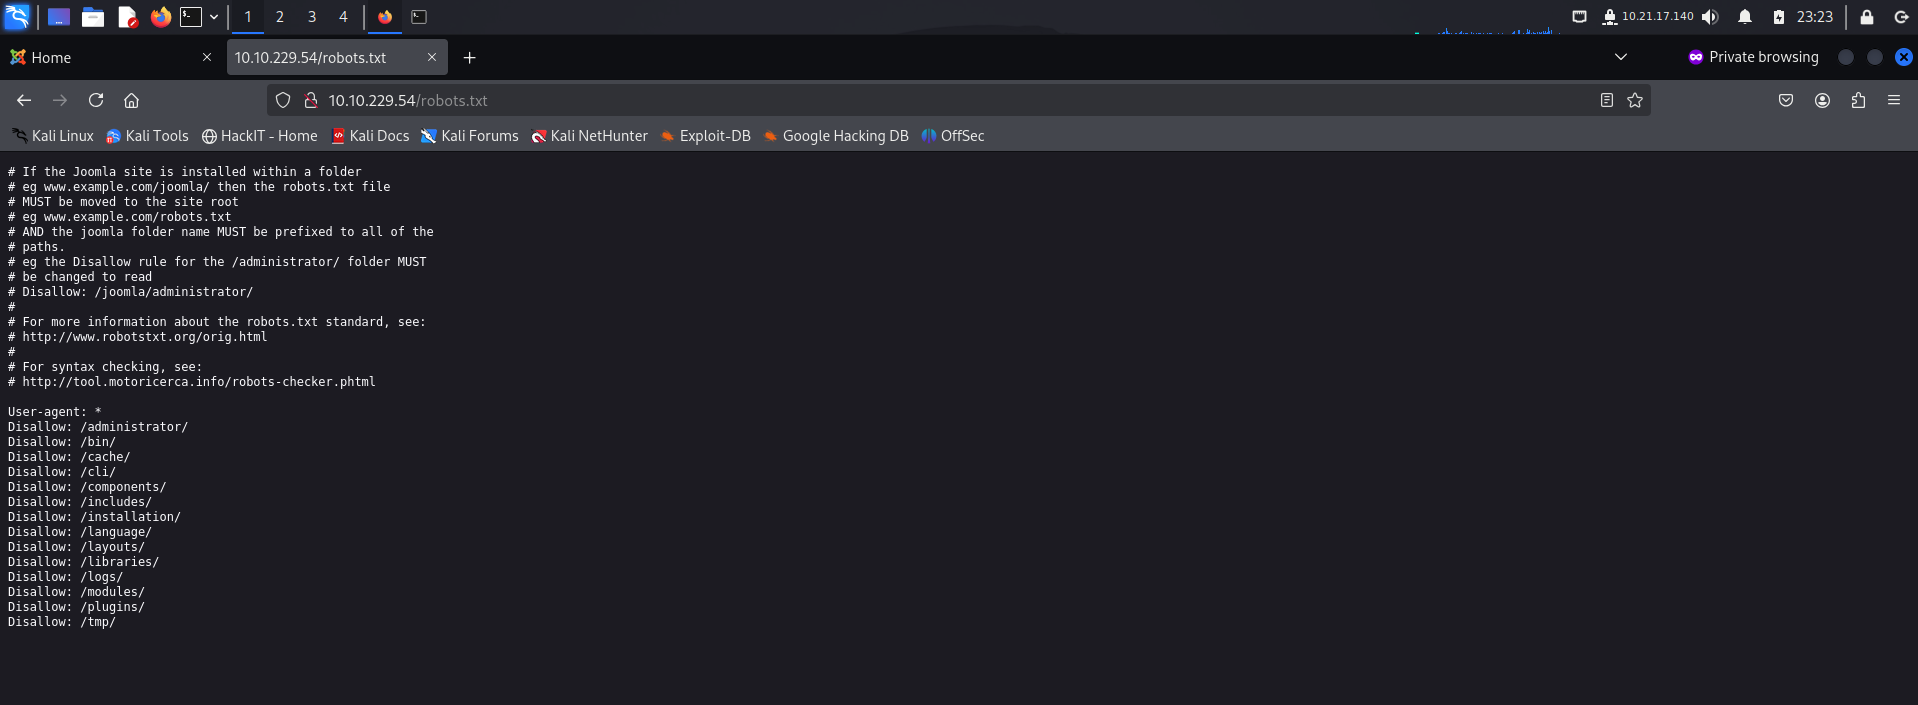 1 2 3 4
10.21.17.140
23:23
Home
10.10.229.54/robots.txt
Private browsing
10.10.229.54/robots.txt
Kali Linux
Kali Tools
HackIT - Home
Kali Docs
Kali Forums
Kali NetHunter
Exploit-DB
Google Hacking DB
OffSec
# If the Joomla site is installed within a folder
# eg www.example.com/joomla/ then the robots.txt file
# MUST be moved to the site root
# eg www.example.com/robots.txt
# AND the joomla folder name MUST be prefixed to all of the
# paths.
# eg the Disallow rule for the /administrator/ folder MUST
# be changed to read
# Disallow: /joomla/administrator/
#
# For more information about the robots.txt standard, see:
# http://www.robotstxt.org/orig.html
#
# For syntax checking, see:
# http://tool.motoricerca.info/robots-checker.phtml
User-agent: *
Disallow: /administrator/
Disallow: /bin/
Disallow: /cache/
Disallow: /cli/
Disallow: /components/
Disallow: /includes/
Disallow: /installation/
Disallow: /language/
Disallow: /layouts/
Disallow: /libraries/
Disallow: /logs/
Disallow: /modules/
Disallow: /plugins/
Disallow: /tmp/